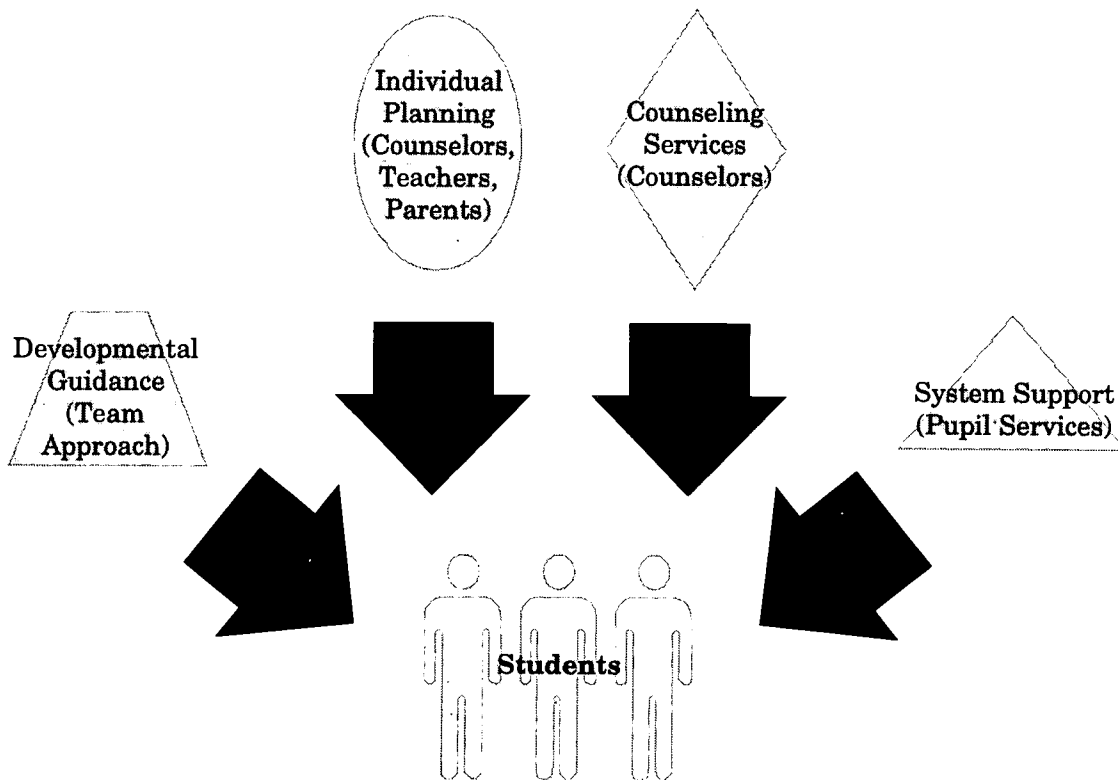 Individual
Planning
(Counselors,
Teachers,
Parents)
Counseling
Services
(Counselors)
Developmental
Guidance
(Team
Approach)
System Support
(Pupil Services)
Students